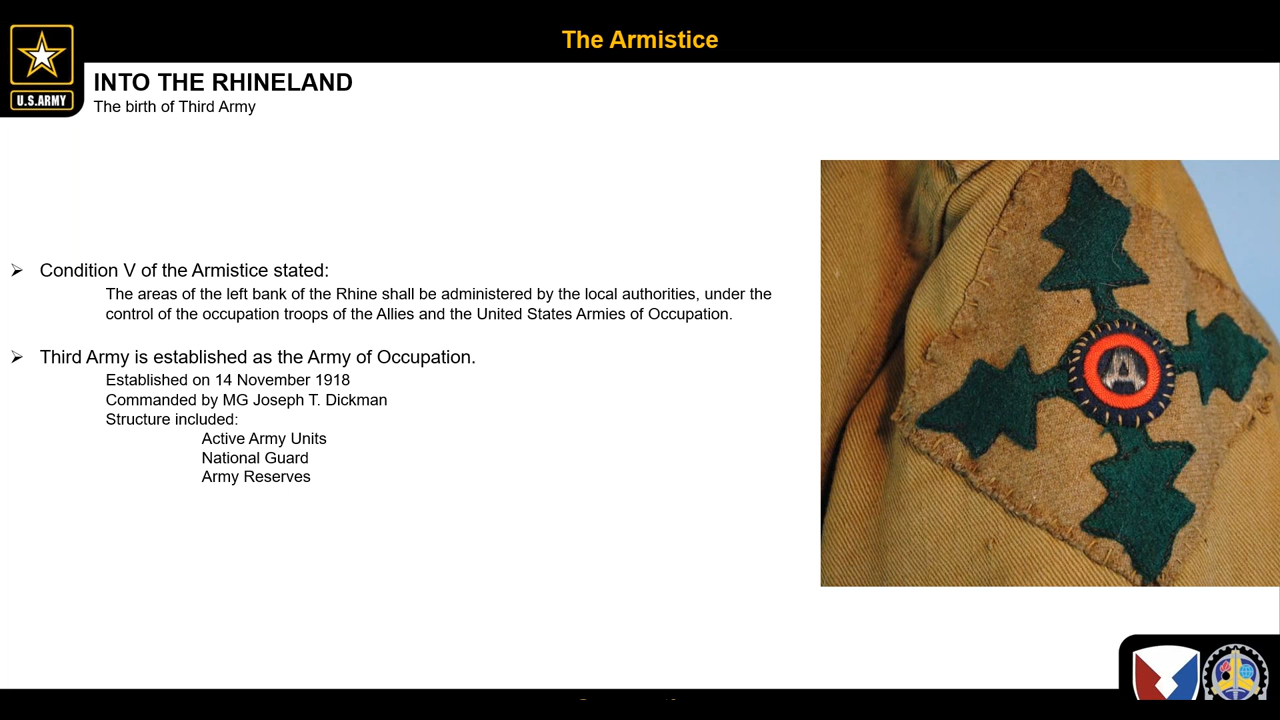 The Armistice
U.S.ARMY
INTO THE RHINELAND
The birth of Third Army
Condition V of the Armistice stated:
The areas of the left bank of the Rhine shall be administered by the local authorities, under the
control of the occupation troops of the Allies and the United States Armies of Occupation.
Third Army is established as the Army of Occupation.
Established on 14 November 1918
Commanded by MG Joseph T. Dickman
Structure included:
Active Army Units
National Guard
Army Reserves
A